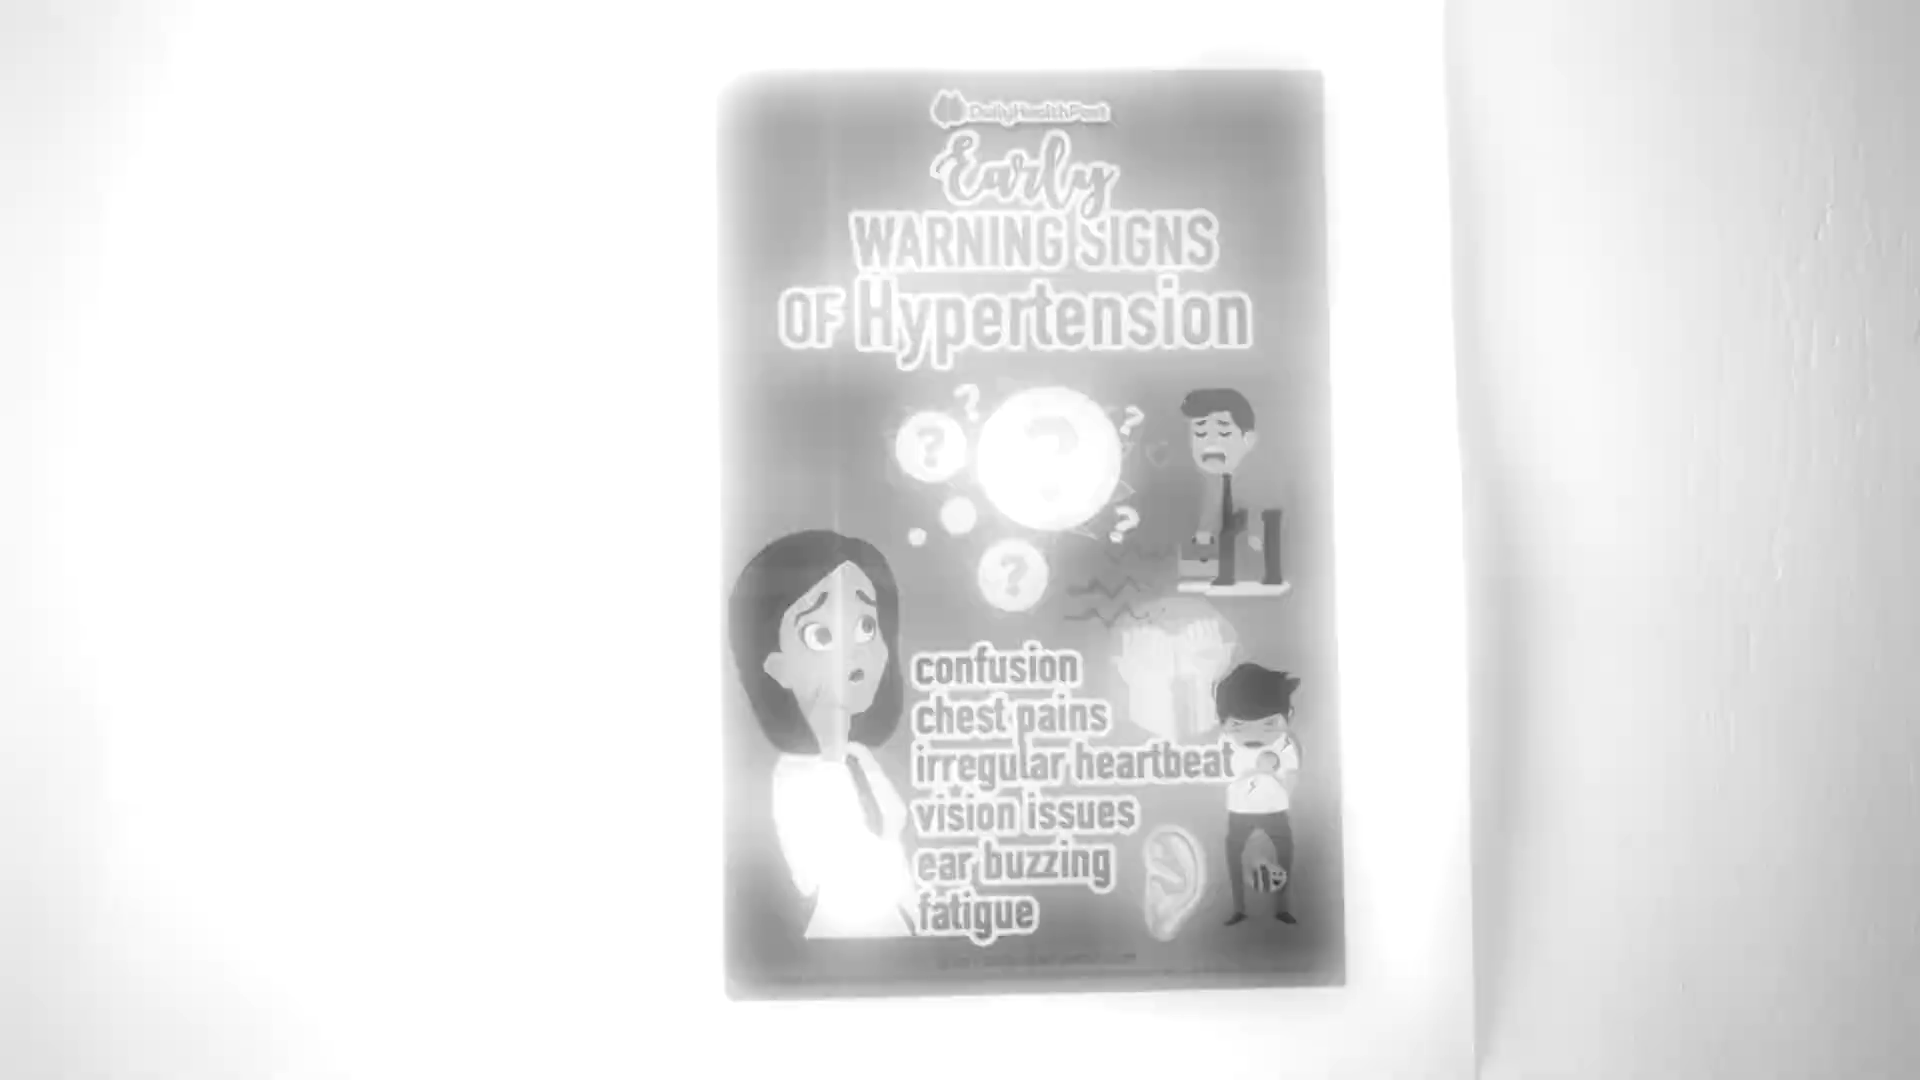 DailyHealthPost
Early
WARNING SIGNS
OF Hypertension
?
?
?
?
?
?
confusion
chest pains
irregular heartbeat
vision issues
ear buzzing
fatigue